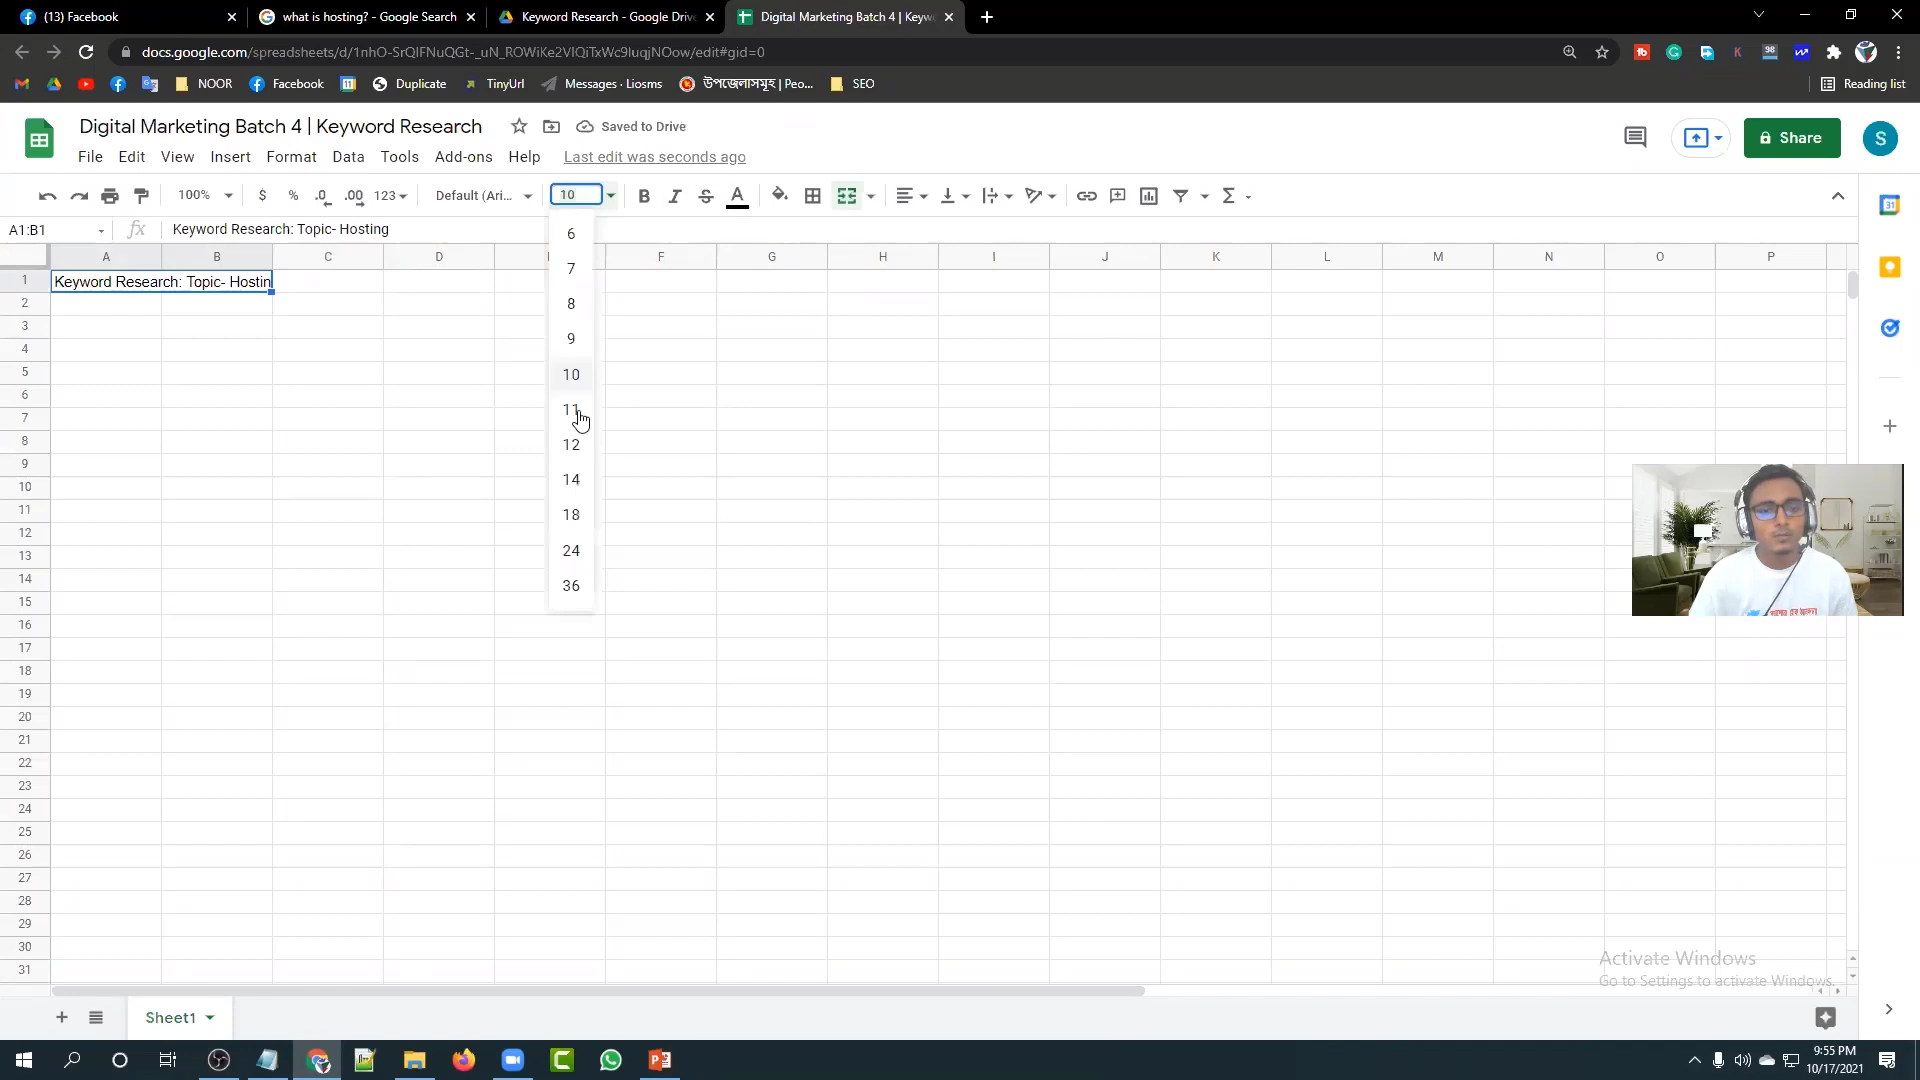 (13) Facebook
what is hosting? - Google Search
Keyword Research - Google Driv
Digital Marketing Batch 4 | Keyw
docs.google.com/spreadsheets/d/1nhO-SrQIFNuQGt-_uN_ROWiKe2VIQiTxWc9luqjNOow/edit#gid=0
NOOR
Facebook
Duplicate
TinyUrl
Messages · Liosms
উপজেলাসমূহ | Peo...
SEO
Reading list
Digital Marketing Batch 4 | Keyword Research
Saved to Drive
File Edit View Insert Format Data Tools Add-ons Help Last edit was seconds ago
Share
S
100% $ % .0 .00 123 Default (Ari... 10 B I S A
A1:B1 fx Keyword Research: Topic- Hosting
A B C D F G H I J K L M N O P
1 Keyword Research: Topic- Hostin
2
3
4
5
6
7
8
9
10
11
12
13
14
15
16
17
18
19
20
21
22
23
24
25
26
27
28
29
30
31
6
7
8
9
10
11
12
14
18
24
36
Activate Windows
Go to Settings to activate Windows.
Sheet1
9:55 PM
10/17/2021